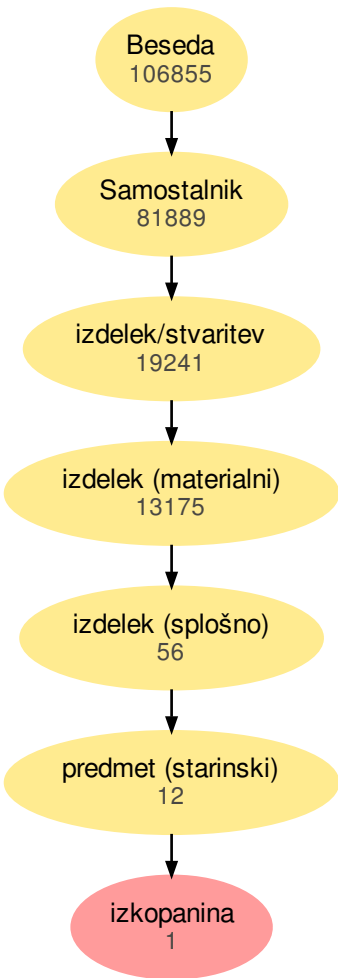 Beseda
106855
Samostalnik
81889
izdelek/stvaritev
19241
izdelek (materialni)
13175
izdelek (splošno)
56
predmet (starinski)
12
izkopanina
1